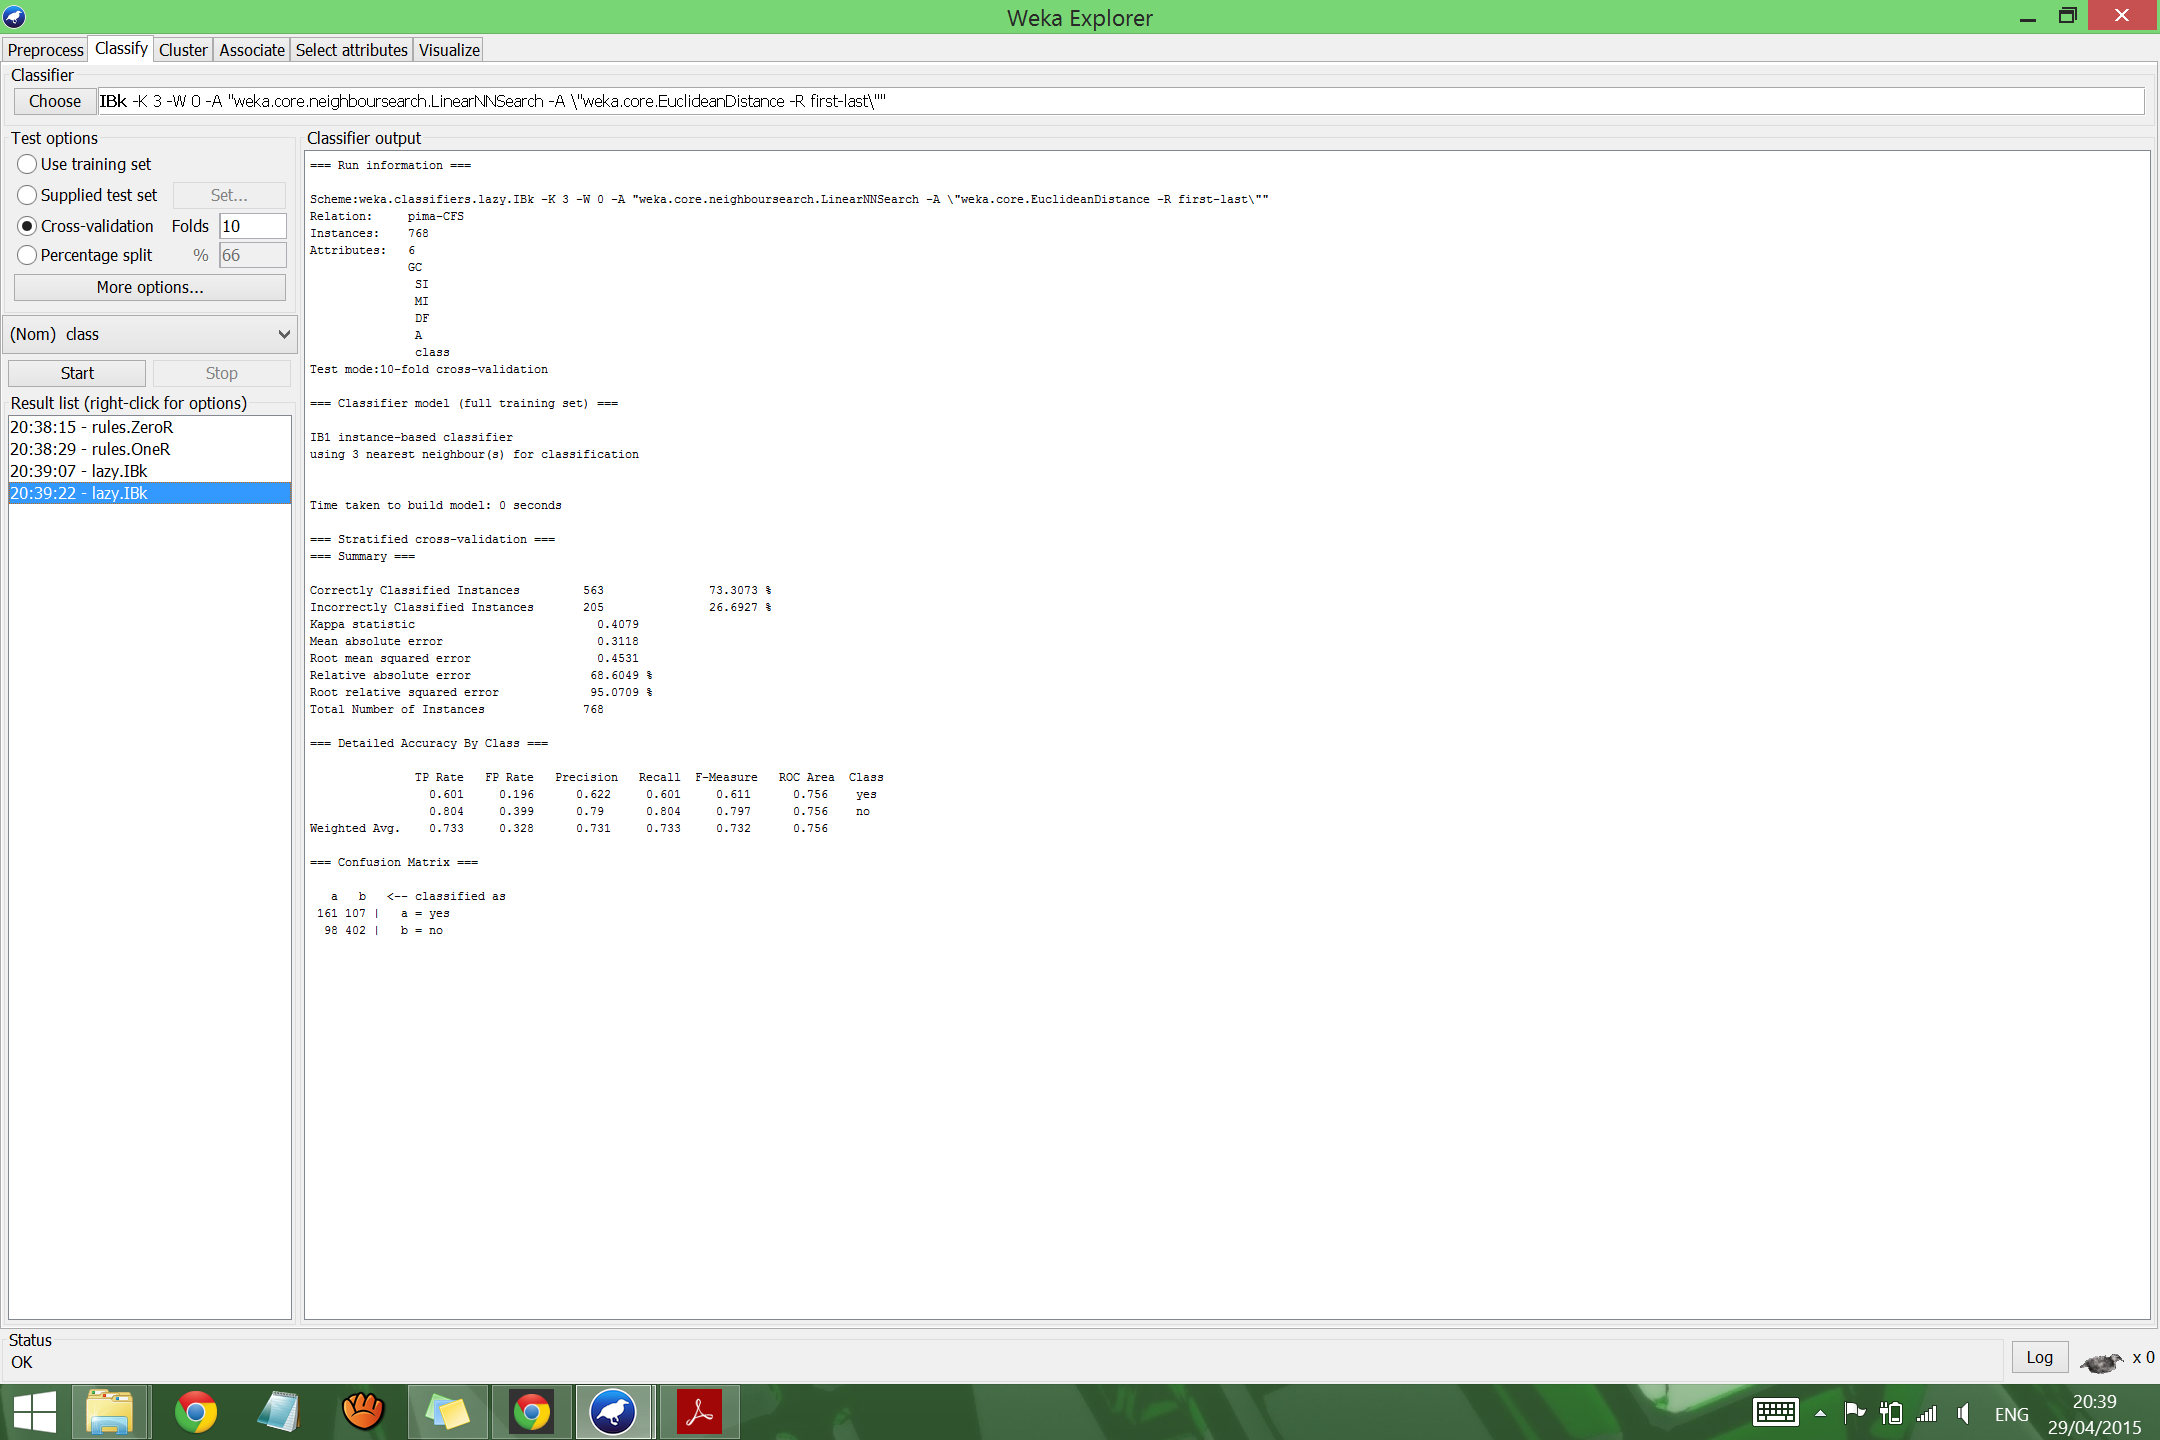 Weka Explorer
Preprocess Classify Cluster Associate Select attributes Visualize
Classifier
Choose IBk -K 3 -W 0 -A "weka.core.neighboursearch.LinearNNSearch -A \"weka.core.EuclideanDistance -R first-last\""
Test options
Use training set
Supplied test set Set...
Cross-validation Folds 10
Percentage split % 66
More options...
(Nom) class
Start Stop
Result list (right-click for options)
20:38:15 - rules.ZeroR
20:38:29 - rules.OneR
20:39:07 - lazy.IBk
20:39:22 - lazy.IBk
Classifier output
=== Run information ===
Scheme:weka.classifiers.lazy.IBk -K 3 -W 0 -A "weka.core.neighboursearch.LinearNNSearch -A \"weka.core.EuclideanDistance -R first-last\""
Relation: pima-CFS
Instances: 768
Attributes: 6
GC
SI
MI
DF
A
class
Test mode:10-fold cross-validation
=== Classifier model (full training set) ===
IB1 instance-based classifier
using 3 nearest neighbour(s) for classification
Time taken to build model: 0 seconds
=== Stratified cross-validation ===
=== Summary ===
Correctly Classified Instances 563 73.3073 %
Incorrectly Classified Instances 205 26.6927 %
Kappa statistic 0.4079
Mean absolute error 0.3118
Root mean squared error 0.4531
Relative absolute error 68.6049 %
Root relative squared error 95.0709 %
Total Number of Instances 768
=== Detailed Accuracy By Class ===
TP Rate FP Rate Precision Recall F-Measure ROC Area Class
0.601 0.196 0.622 0.601 0.611 0.756 yes
0.804 0.399 0.79 0.804 0.797 0.756 no
Weighted Avg. 0.733 0.328 0.731 0.733 0.732 0.756
=== Confusion Matrix ===
a b <-- classified as
161 107 | a = yes
98 402 | b = no
Status
OK
Log x 0
ENG
20:39
29/04/2015